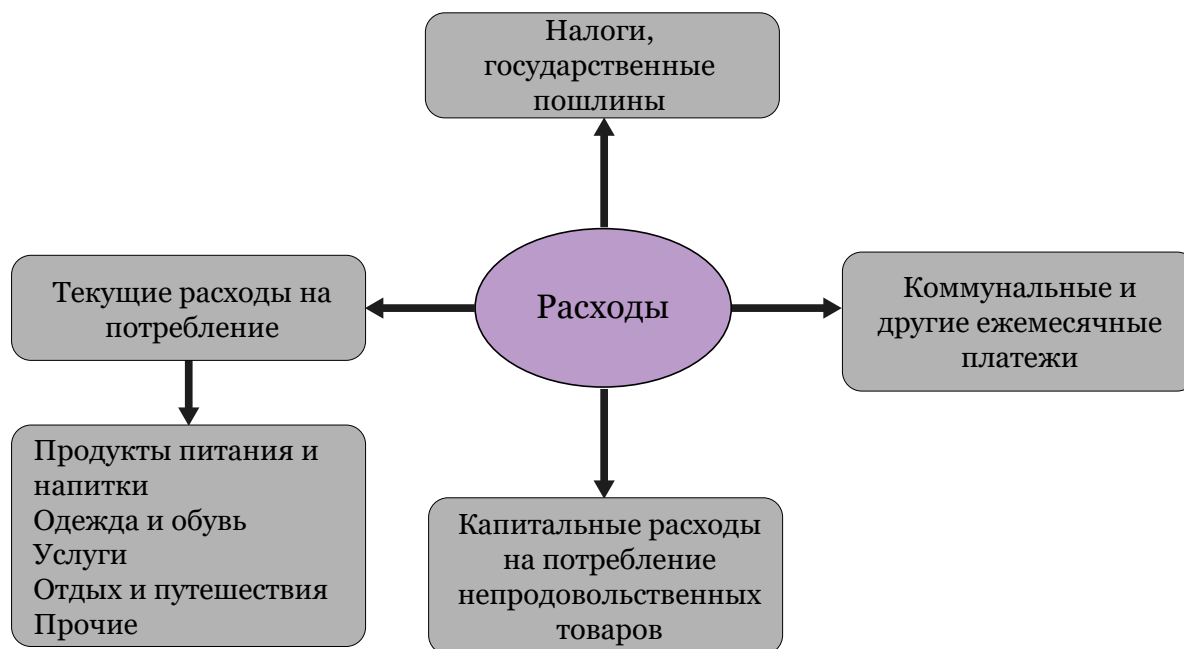 Налоги,
государственные
пошлины
Текущие расходы на
потребление
Расходы
Коммунальные и
другие ежемесячные
платежи
Продукты питания и
напитки
Одежда и обувь
Услуги
Отдых и путешествия
Прочие
Капитальные расходы
на потребление
непродовольственных
товаров